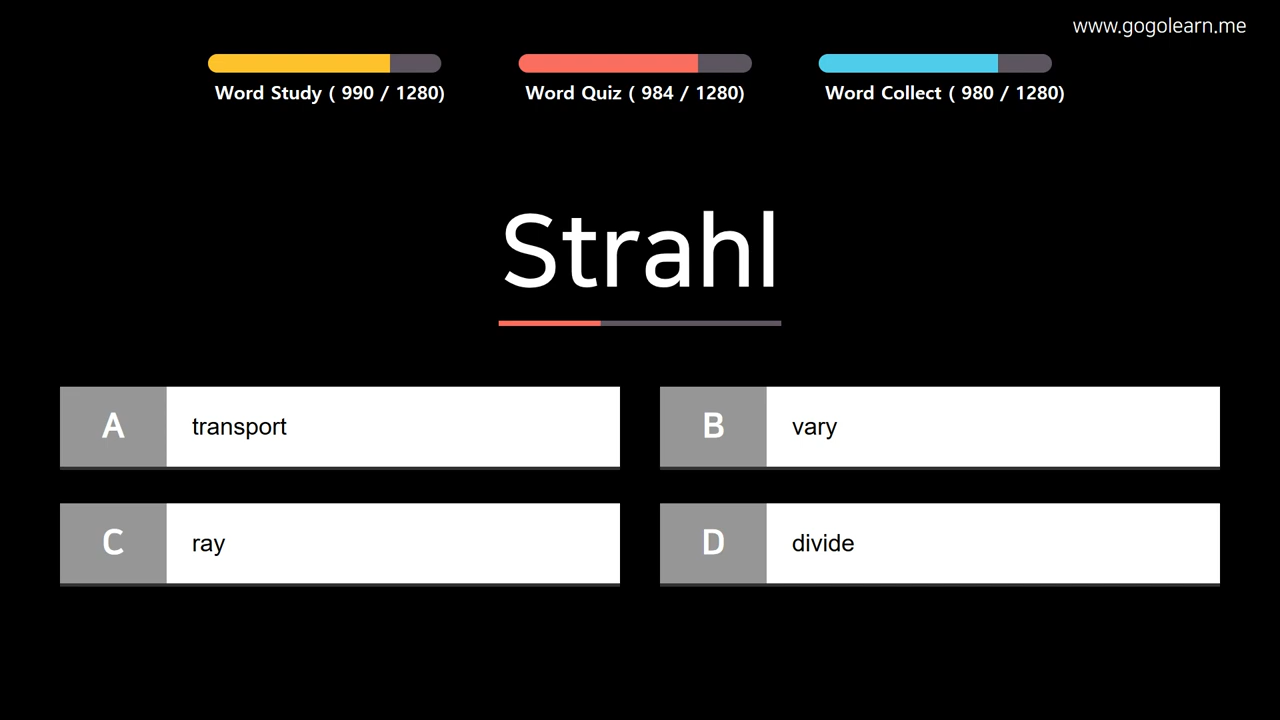 www.gogolearn.me
Word Study ( 990 / 1280)
Word Quiz ( 984 / 1280)
Word Collect ( 980 / 1280)
Strahl
A transport
B vary
C ray
D divide